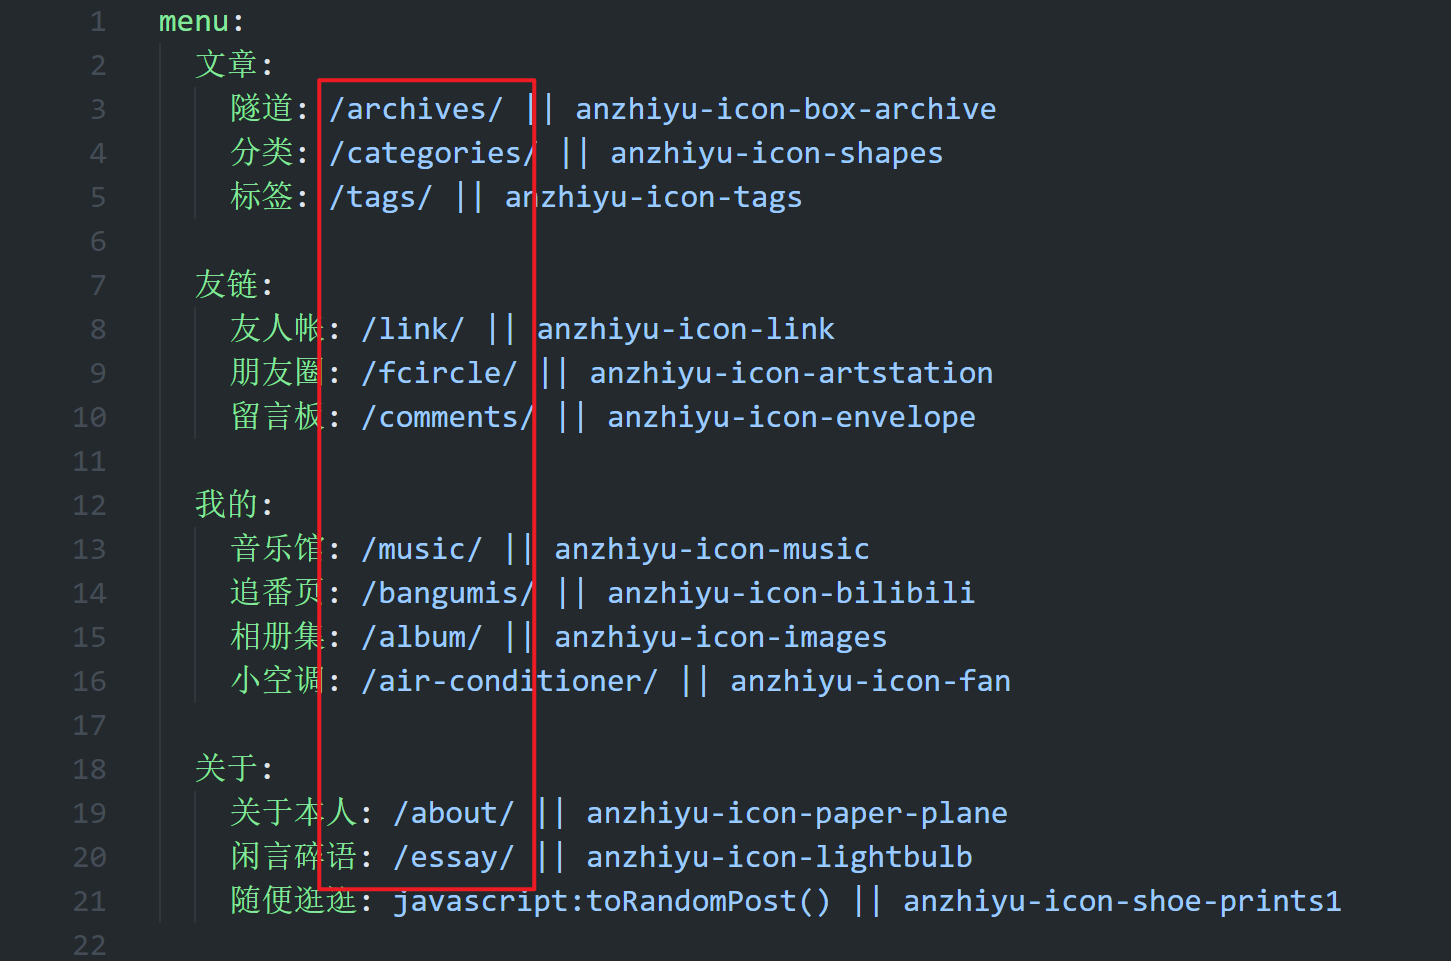 1 menu:
2 文章:
3 隧道: /archives/ || anzhiyu-icon-box-archive
4 分类: /categories/ || anzhiyu-icon-shapes
5 标签: /tags/ || anzhiyu-icon-tags
6
7 友链:
8 友人帐: /link/ || anzhiyu-icon-link
9 朋友圈: /fcircle/ || anzhiyu-icon-artstation
10 留言板: /comments/ || anzhiyu-icon-envelope
11
12 我的:
13 音乐馆: /music/ || anzhiyu-icon-music
14 追番页: /bangumis/ || anzhiyu-icon-bilibili
15 相册集: /album/ || anzhiyu-icon-images
16 小空调: /air-conditioner/ || anzhiyu-icon-fan
17
18 关于:
19 关于本人: /about/ || anzhiyu-icon-paper-plane
20 闲言碎语: /essay/ || anzhiyu-icon-lightbulb
21 随便逛逛: javascript:toRandomPost() || anzhiyu-icon-shoe-prints1
22